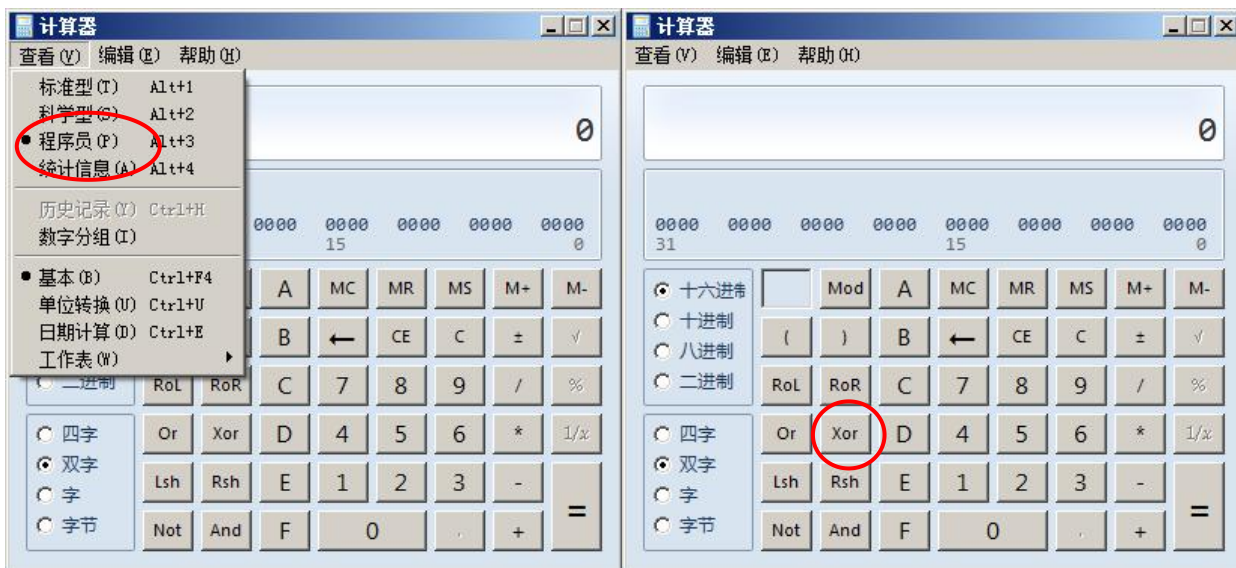 计算器
查看(V) 编辑(E) 帮助(H)
标准型(T) Alt+1
科学型(S) Alt+2
程序员(P) Alt+3
统计信息(A) Alt+4
历史记录(Y) Ctrl+H
数字分组(I)
基本(B) Ctrl+F4
单位转换(U) Ctrl+U
日期计算(D) Ctrl+E
工作表(W)
0
0000 0000 0000 0000 0000
15 0
A MC MR MS M+ M-
B ← CE C ± √
二进制 RoL RoR C 7 8 9 / %
四字 Or Xor D 4 5 6 * 1/x
双字
字 Lsh Rsh E 1 2 3 - =
字节 Not And F 0 . +
计算器
查看(V) 编辑(E) 帮助(H)
0
0000 0000 0000 0000 0000 0000 0000 0000
31 15 0
十六进制 Mod A MC MR MS M+ M-
十进制 ( ) B ← CE C ± √
八进制
二进制 RoL RoR C 7 8 9 / %
四字 Or Xor D 4 5 6 * 1/x
双字
字 Lsh Rsh E 1 2 3 - =
字节 Not And F 0 . +